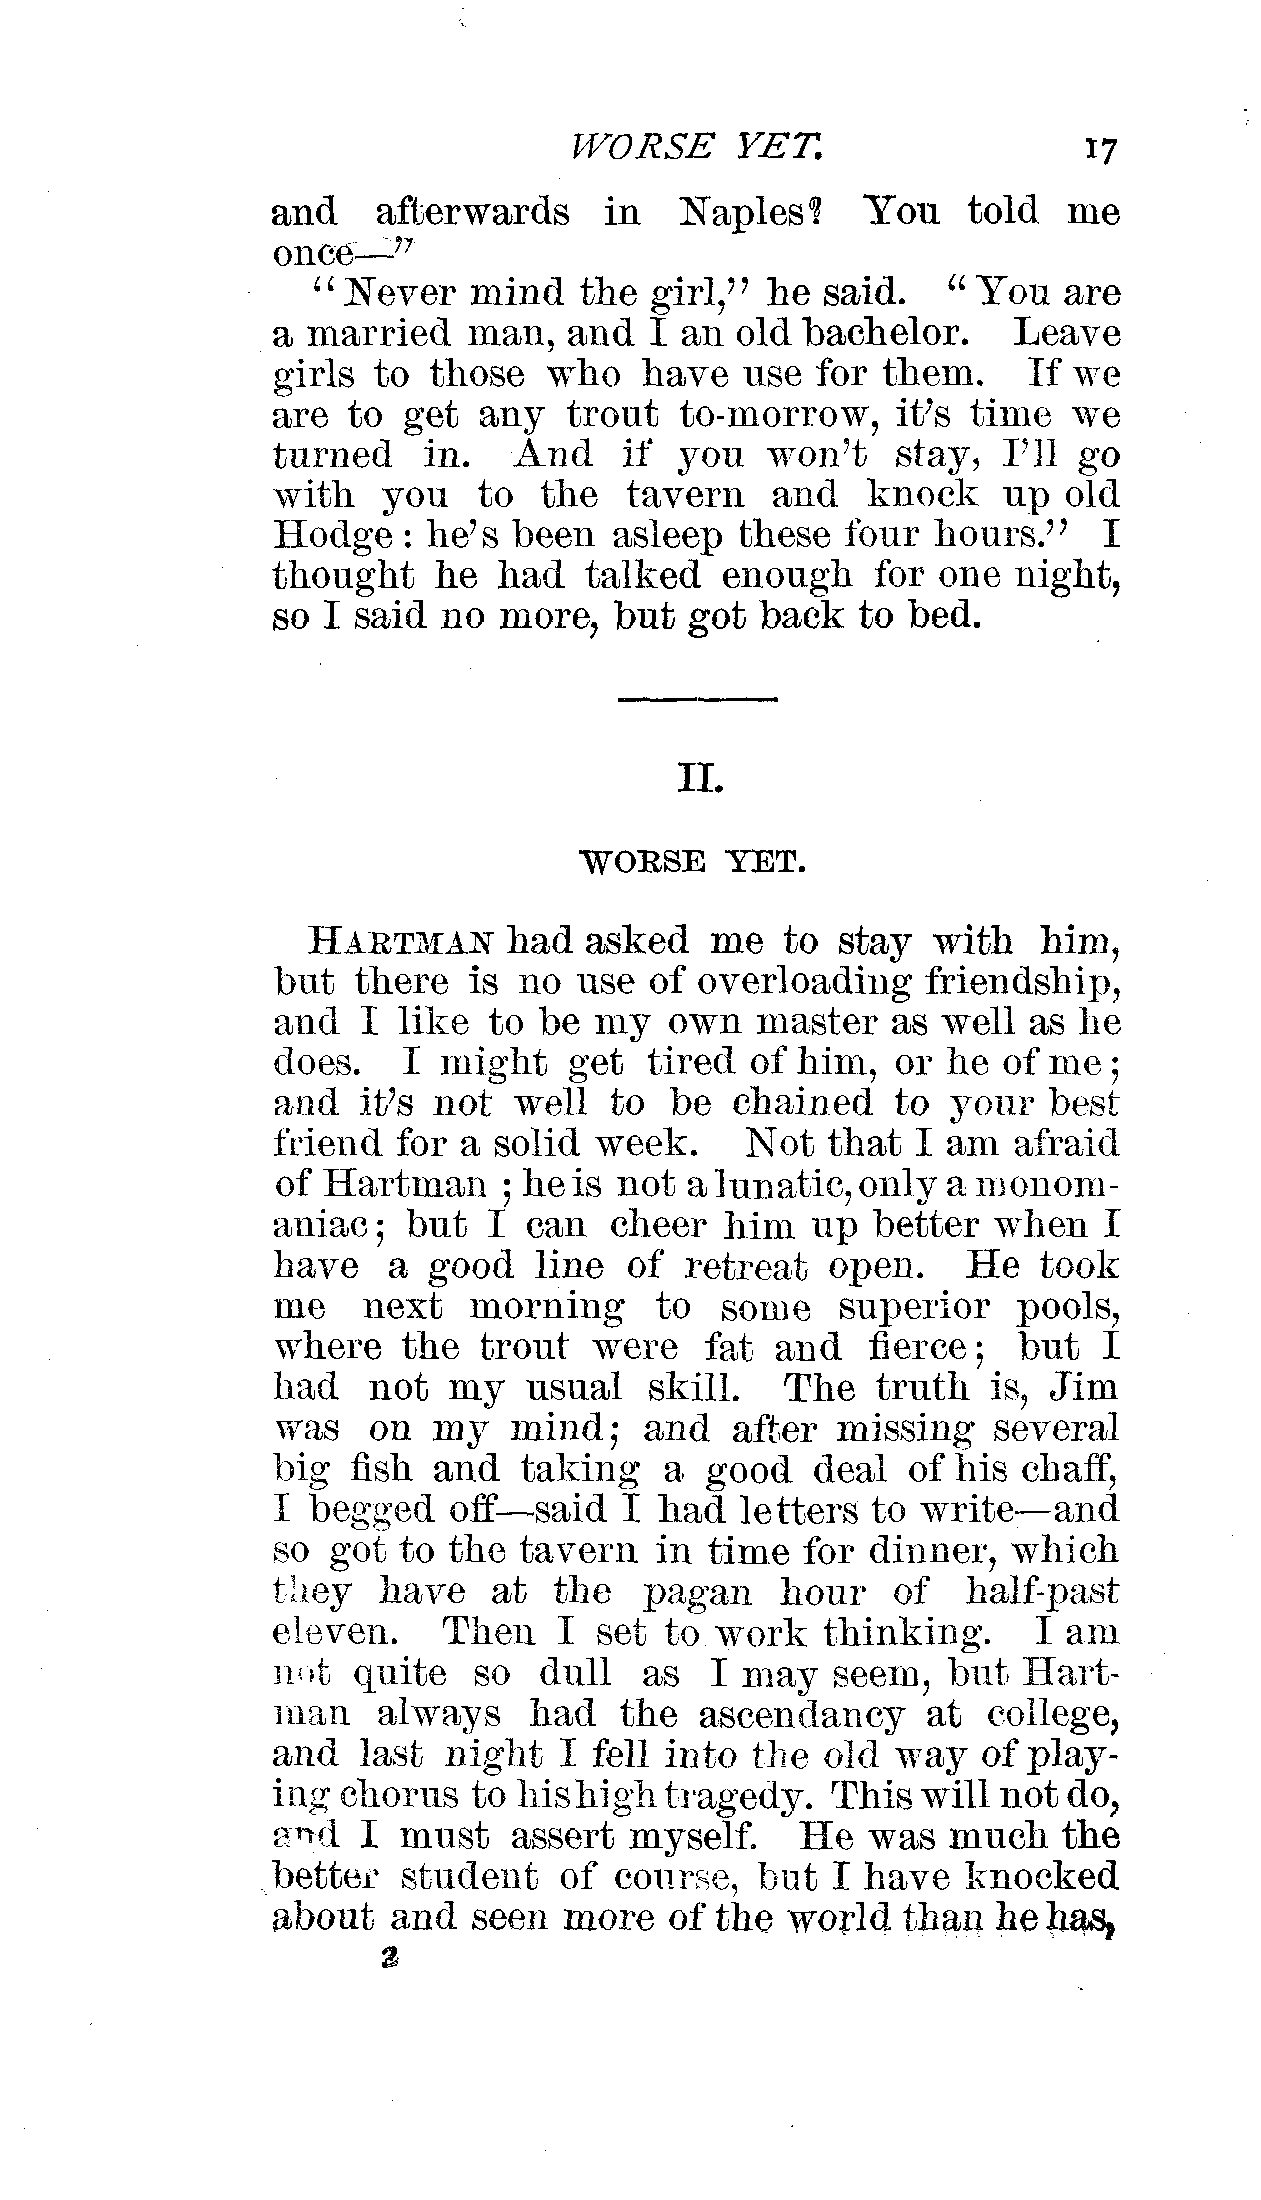 WORSE YET. 17
and afterwards in Naples? You told me
once—"
"Never mind the girl," he said. "You are
a married man, and I an old bachelor. Leave
girls to those who have use for them. If we
are to get any trout to-morrow, it's time we
turned in. And if you won't stay, I'll go
with you to the tavern and knock up old
Hodge: he's been asleep these four hours." I
thought he had talked enough for one night,
so I said no more, but got back to bed.
II.
WORSE YET.
HARTMAN had asked me to stay with him,
but there is no use of overloading friendship,
and I like to be my own master as well as he
does. I might get tired of him, or he of me;
and it's not well to be chained to your best
friend for a solid week. Not that I am afraid
of Hartman; he is not a lunatic, only a monom-
aniac; but I can cheer him up better when I
have a good line of retreat open. He took
me next morning to some superior pools,
where the trout were fat and fierce; but I
had not my usual skill. The truth is, Jim
was on my mind; and after missing several
big fish and taking a good deal of his chaff,
I begged off—said I had letters to write—and
so got to the tavern in time for dinner, which
they have at the pagan hour of half-past
eleven. Then I set to work thinking. I am
not quite so dull as I may seem, but Hart-
man always had the ascendancy at college,
and last night I fell into the old way of play-
ing chorus to his high tragedy. This will not do,
and I must assert myself. He was much the
better student of course, but I have knocked
about and seen more of the world than he has,
2